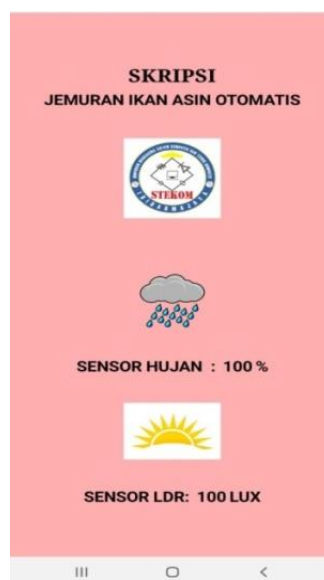 SKRIPSI
JEMURAN IKAN ASIN OTOMATIS
STEKOM
SENSOR HUJAN : 100 %
SENSOR LDR: 100 LUX